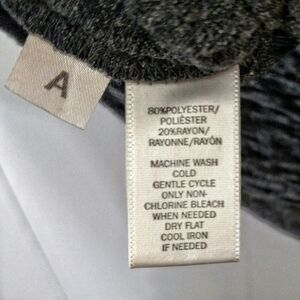 A
80%POLYESTER/
POLIÈSTER
20%RAYON/
RAYONNE/RAYÓN
MACHINE WASH
COLD
GENTLE CYCLE
ONLY NON-
CHLORINE BLEACH
WHEN NEEDED
DRY FLAT
COOL IRON
IF NEEDED